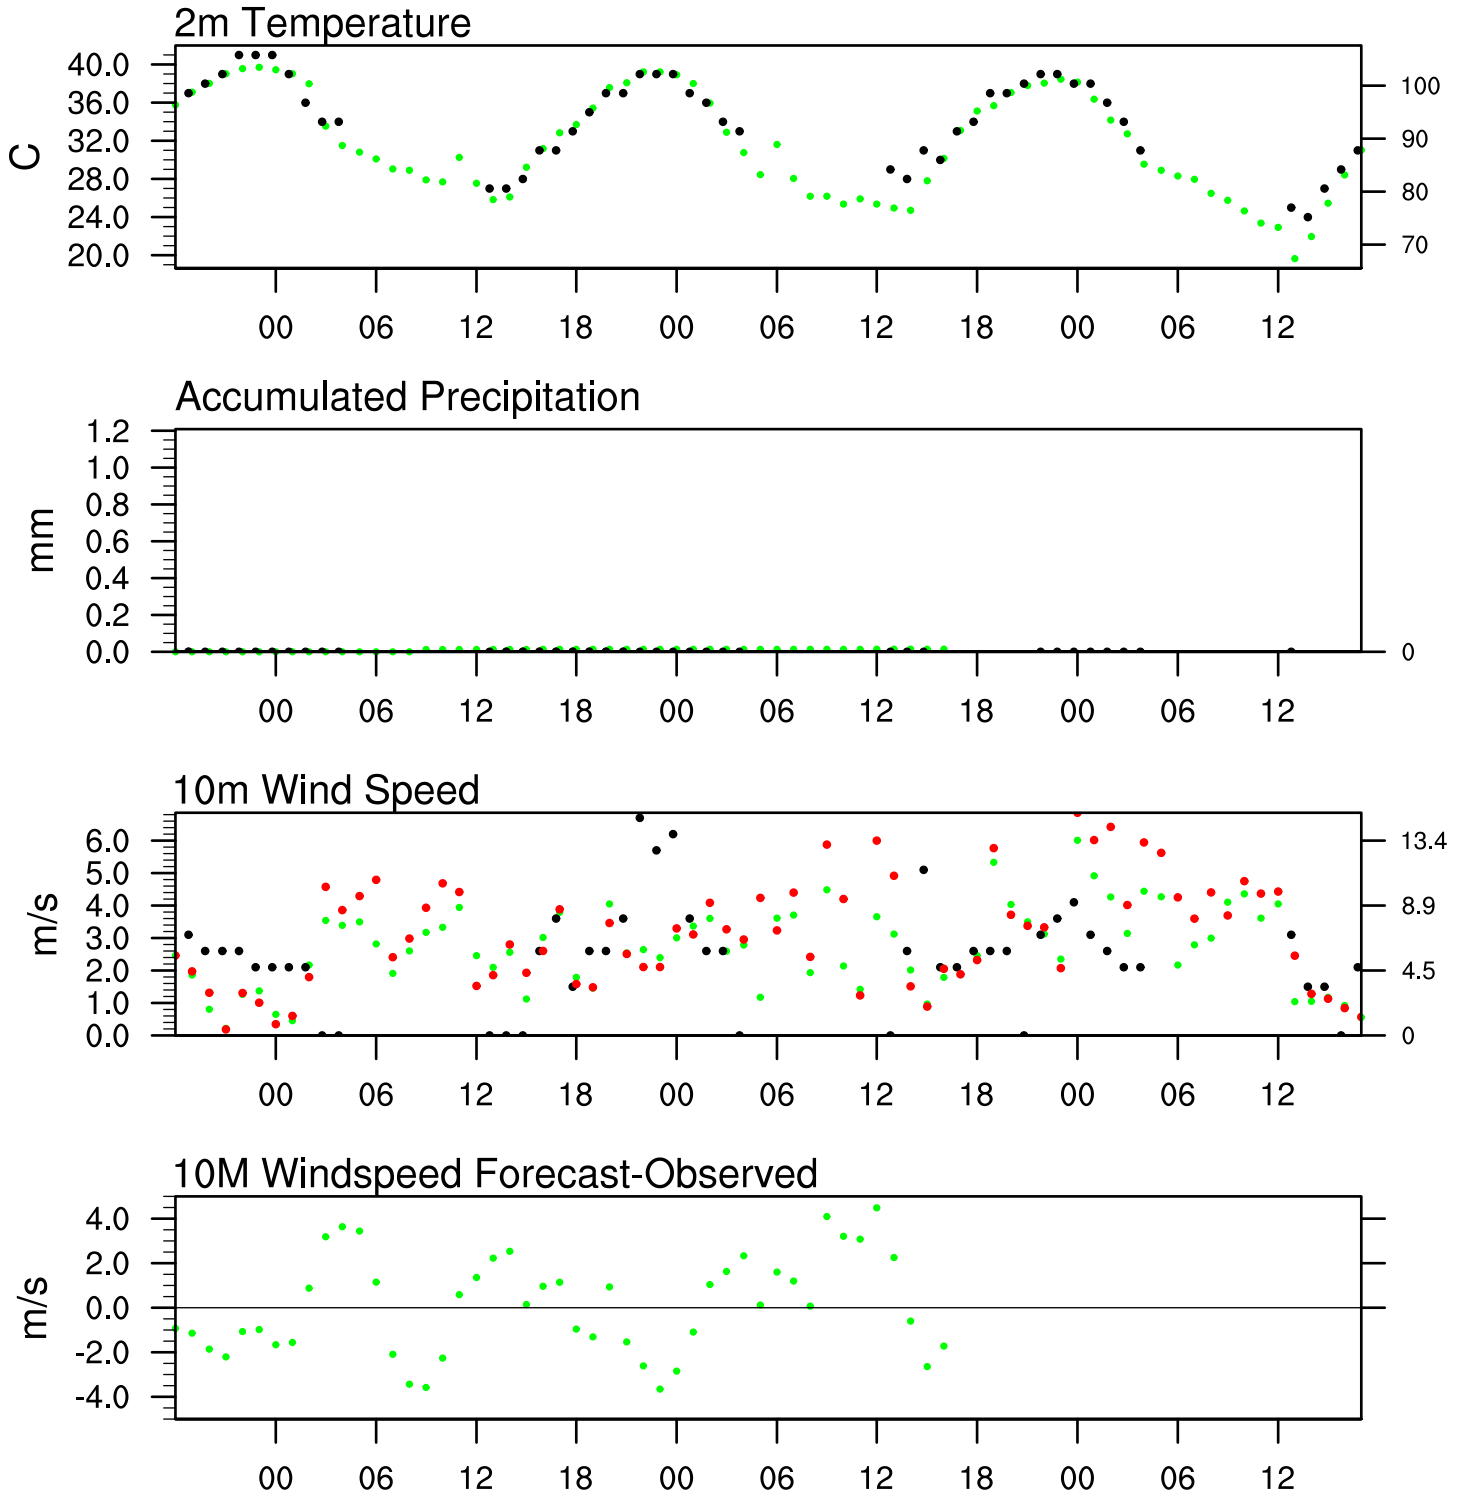 2m Temperature
40.0
36.0
32.0
28.0
24.0
20.0
C
100
90
80
70
00 06 12 18 00 06 12 18 00 06 12
Accumulated Precipitation
1.2
1.0
0.8
0.6
0.4
0.2
0.0
mm
0
00 06 12 18 00 06 12 18 00 06 12
10m Wind Speed
6.0
5.0
4.0
3.0
2.0
1.0
0.0
m/s
13.4
8.9
4.5
0
00 06 12 18 00 06 12 18 00 06 12
10M Windspeed Forecast-Observed
4.0
2.0
0.0
-2.0
-4.0
m/s
00 06 12 18 00 06 12 18 00 06 12